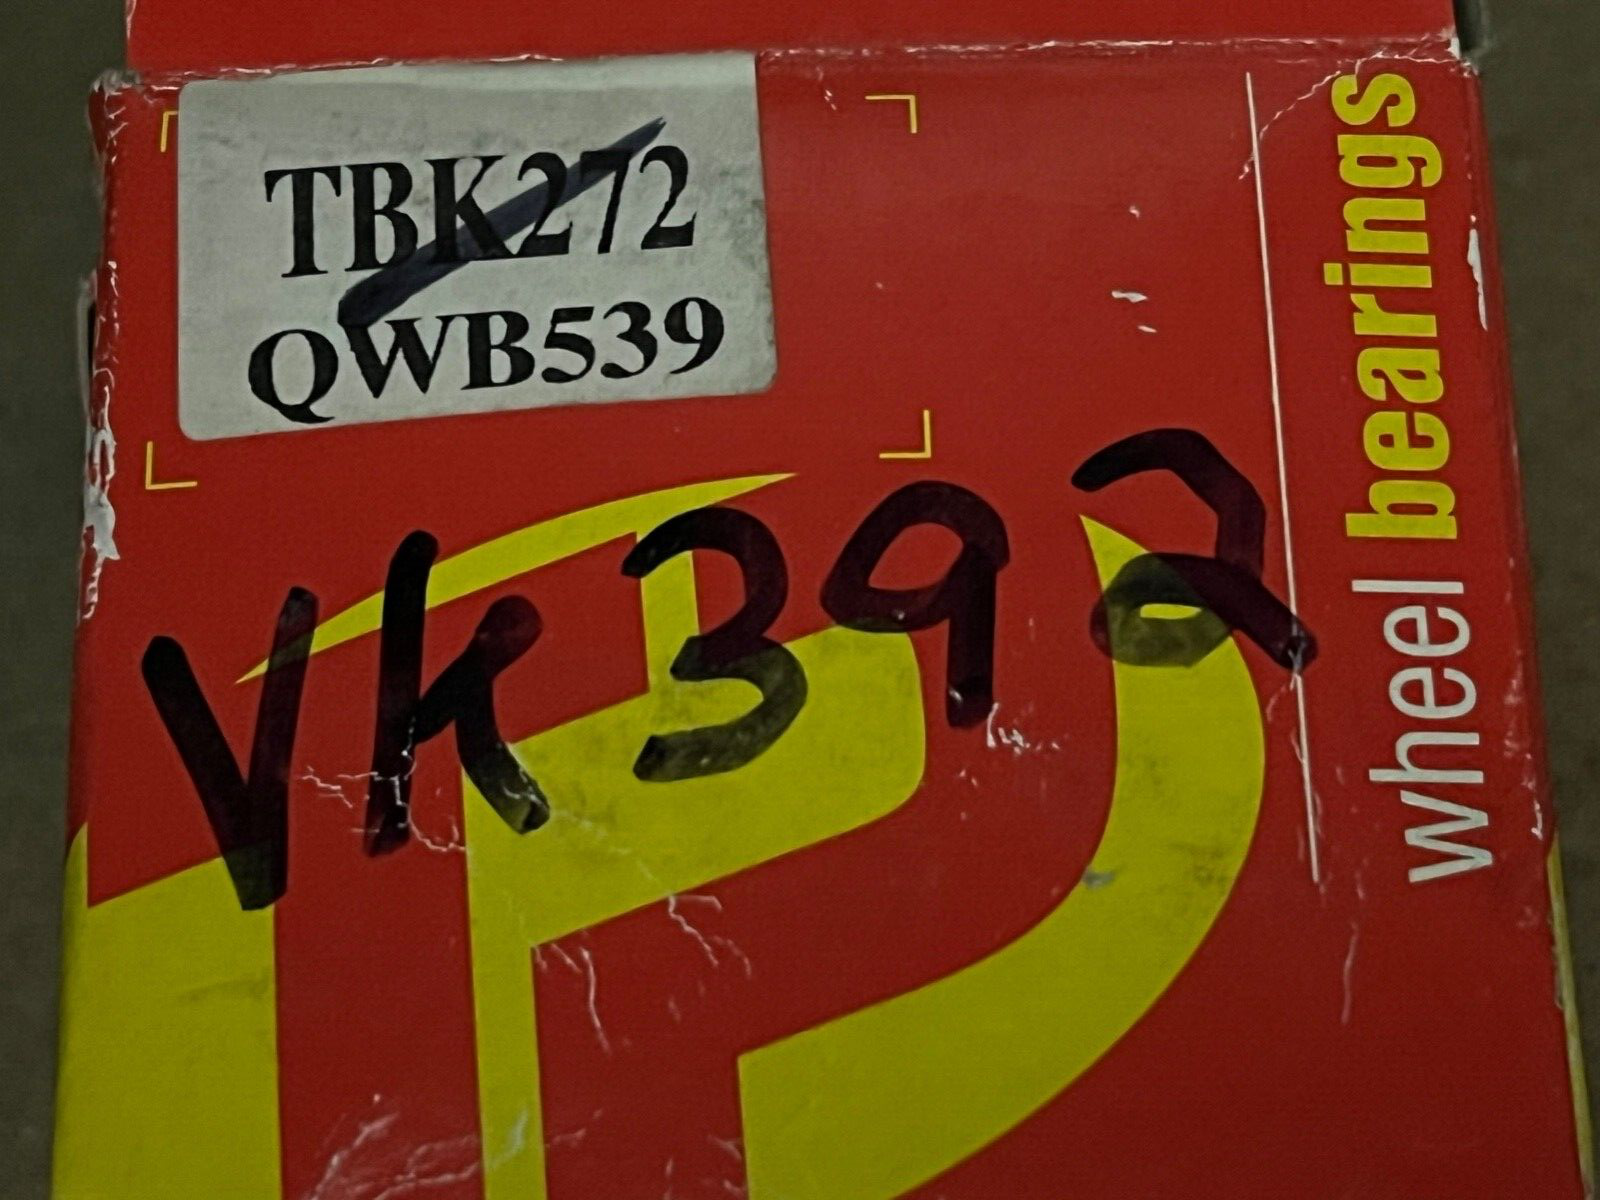 TBK272
QWB539
VK392
wheel bearings